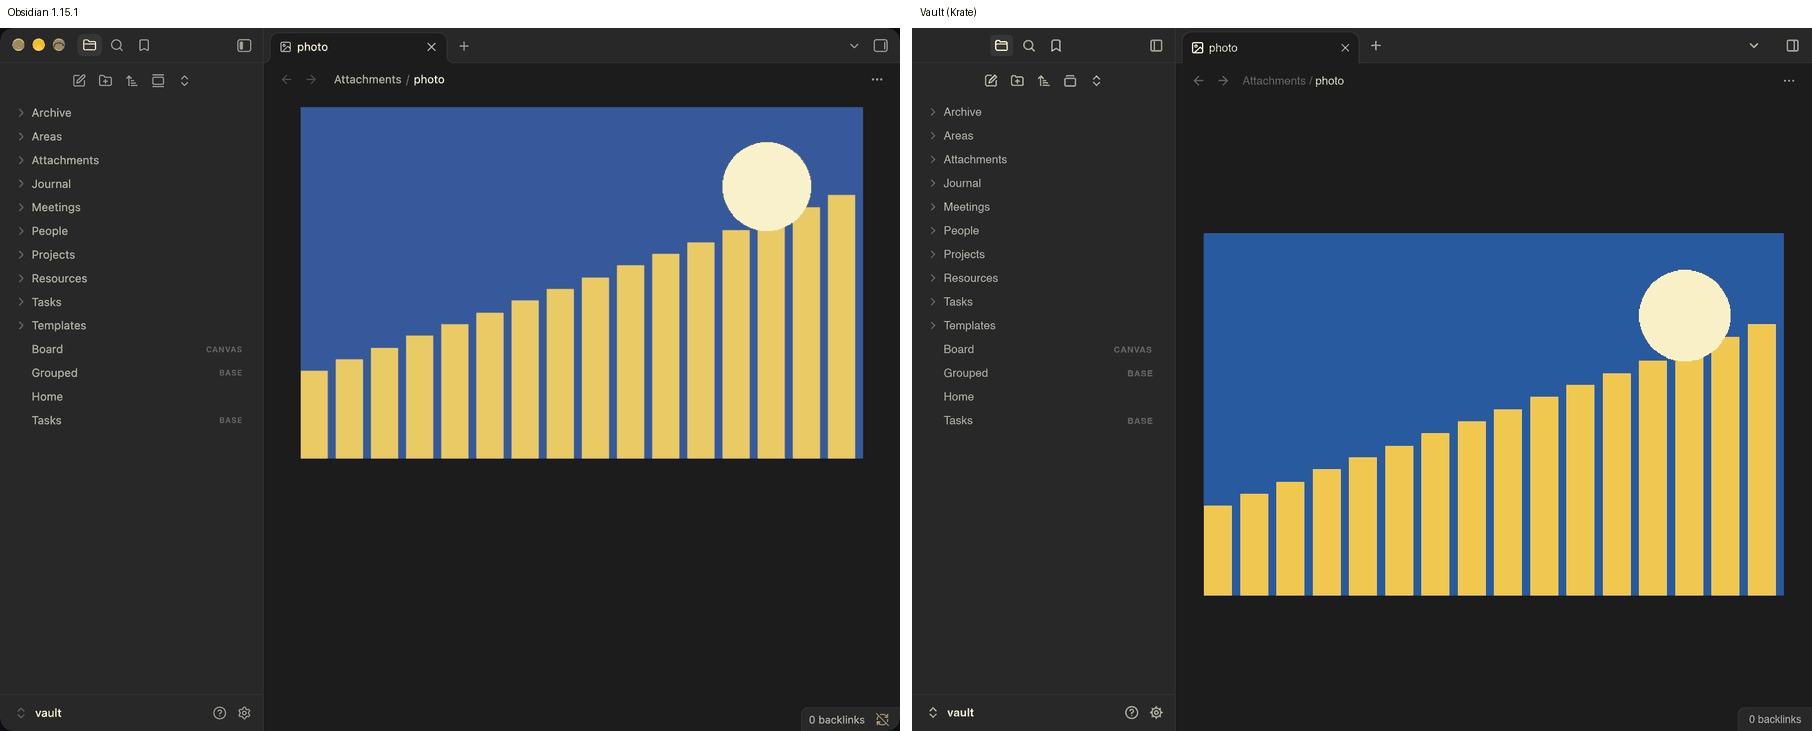 Obsidian 1.15.1
photo
Attachments / photo
Archive
Areas
Attachments
Journal
Meetings
People
Projects
Resources
Tasks
Templates
Board CANVAS
Grouped BASE
Home
Tasks BASE
vault
0 backlinks
Vault (Krate)
photo
Attachments / photo
Archive
Areas
Attachments
Journal
Meetings
People
Projects
Resources
Tasks
Templates
Board CANVAS
Grouped BASE
Home
Tasks BASE
vault
0 backlinks